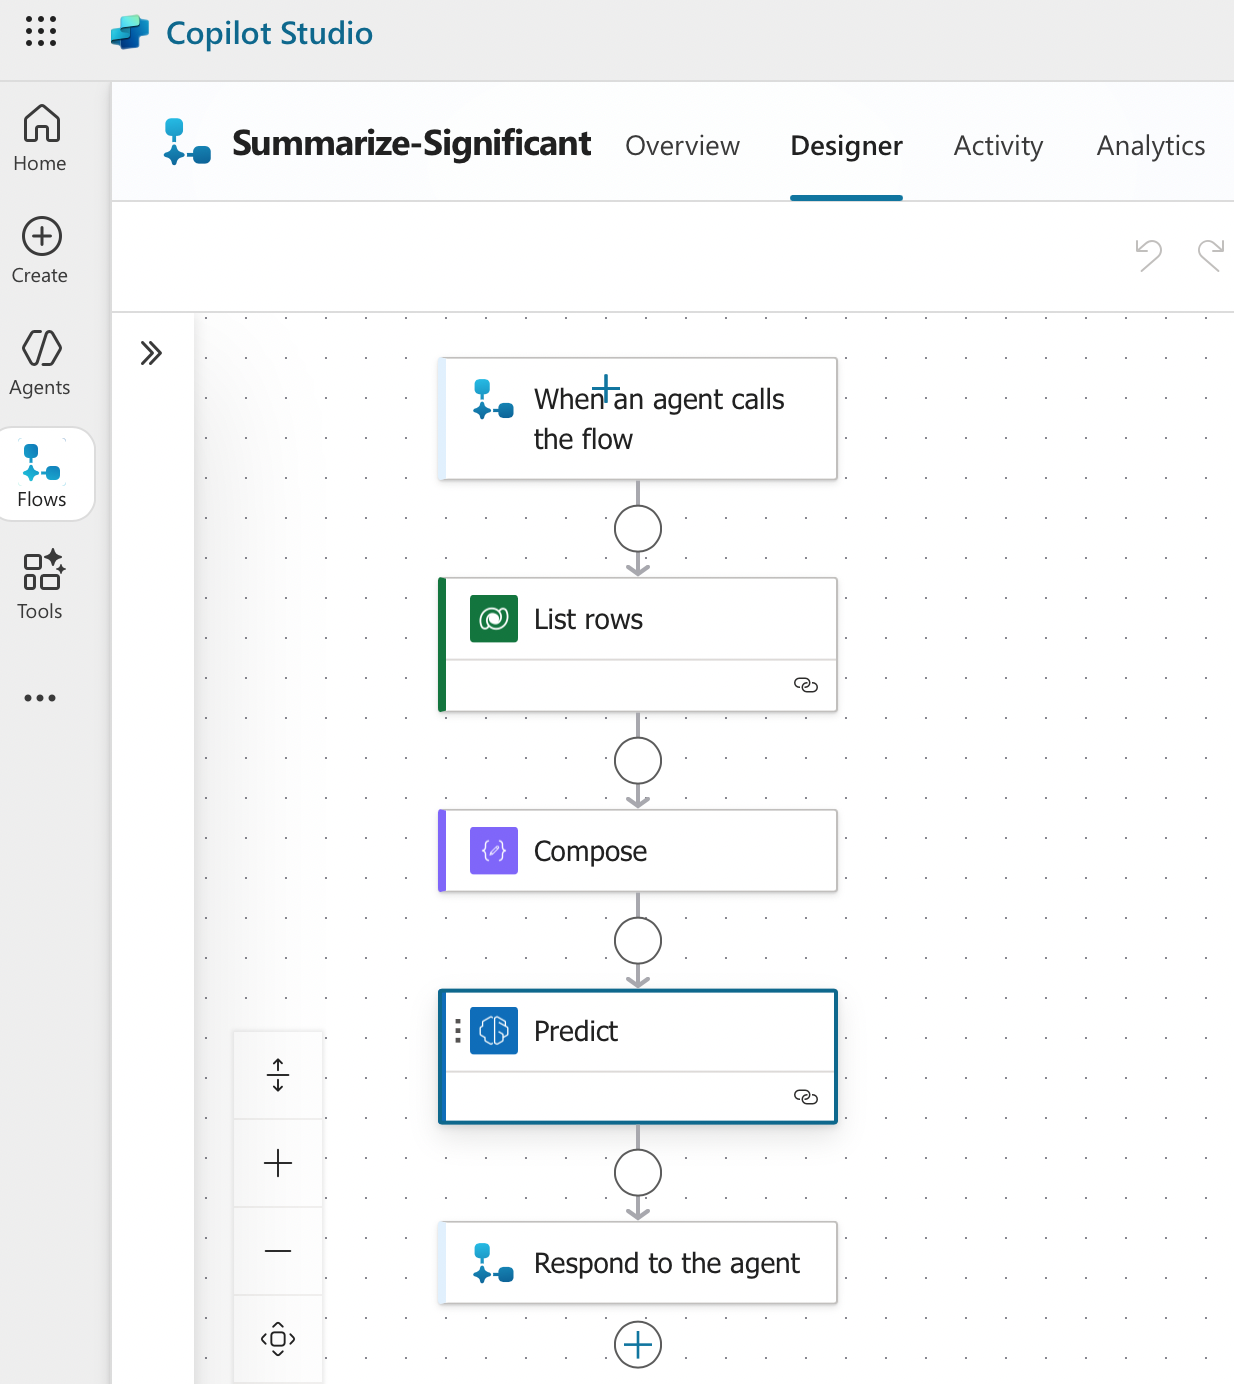 Copilot Studio
Home
Create
Agents
Flows
Tools
Summarize-Significant
Overview
Designer
Activity
Analytics
When an agent calls
the flow
List rows
Compose
Predict
Respond to the agent